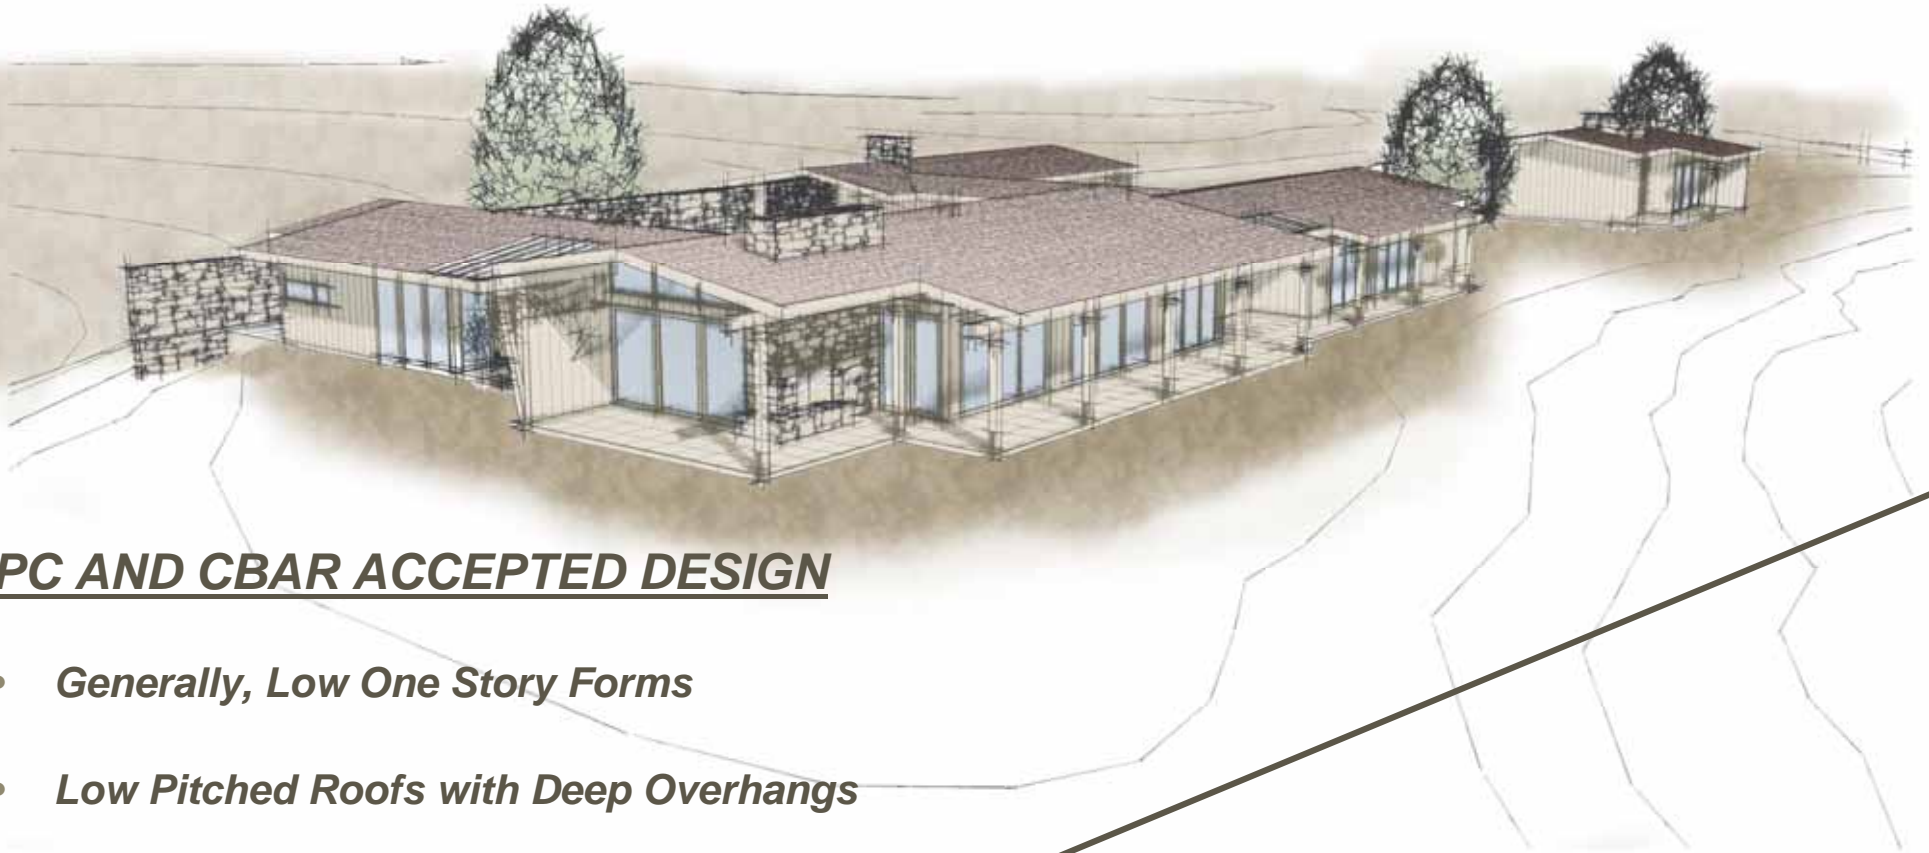 PC AND CBAR ACCEPTED DESIGN
• Generally, Low One Story Forms
• Low Pitched Roofs with Deep Overhangs